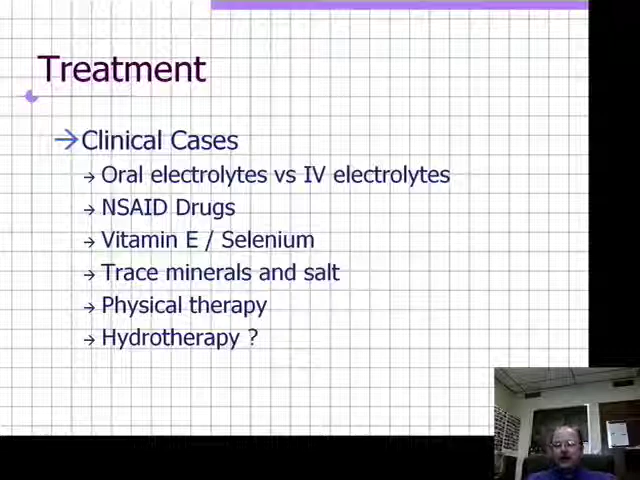 Treatment
Clinical Cases
Oral electrolytes vs IV electrolytes
NSAID Drugs
Vitamin E / Selenium
Trace minerals and salt
Physical therapy
Hydrotherapy ?